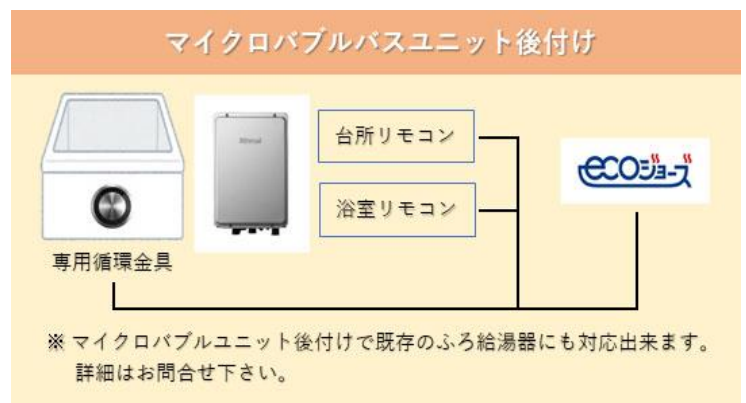 マイクロバブルバスユニット後付け
Rinnai
台所リモコン
浴室リモコン
ecoジョーズ
専用循環金具
※ マイクロバブルユニット後付けで既存のふろ給湯器にも対応出来ます。
詳細はお問合せ下さい。